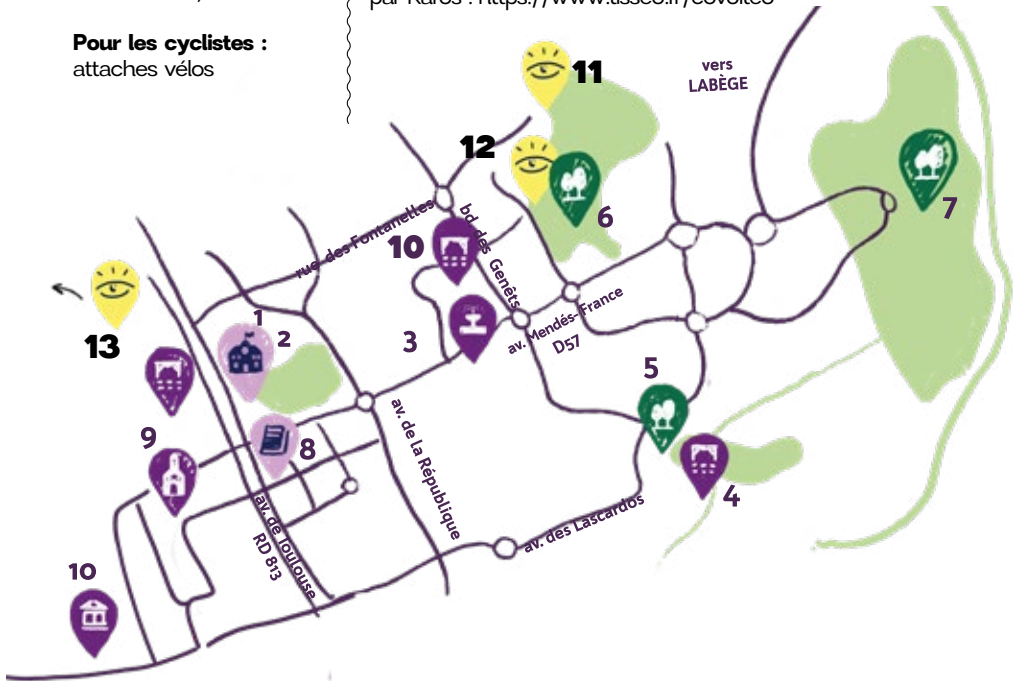 par Karos : https://www.tisseo.fr/covoiteo
Pour les cyclistes :
attaches vélos
11
vers
LABÈGE
12
7
6
rue des Fontanelles
10
bd. des Genêts
1
2
13
3
av. Mendés-France
D57
5
9
8
av. de la République
4
av. de Toulouse
RD 813
av. des Lascardos
10